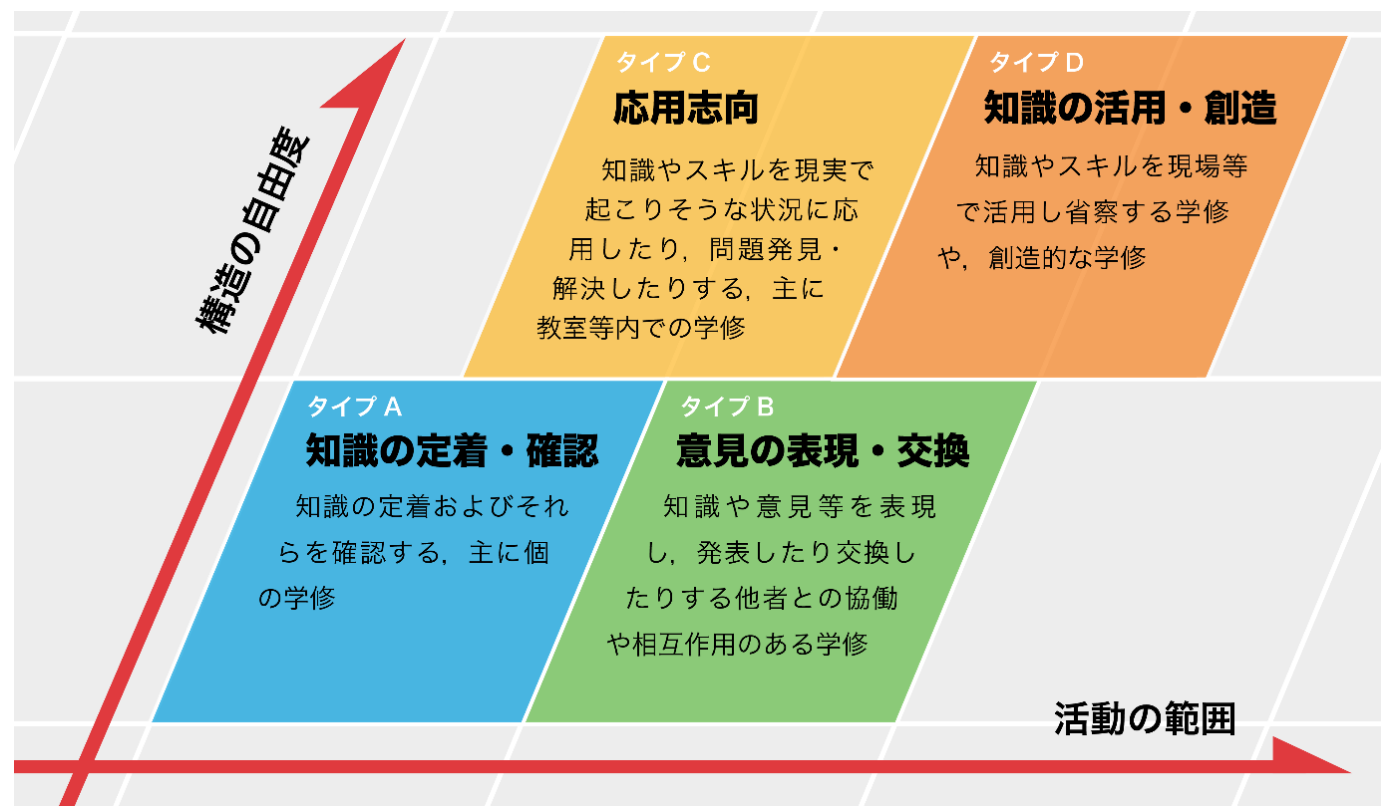 構造の自由度
タイプ C
応用志向
知識やスキルを現実で
起こりそうな状況に応
用したり，問題発見・
解決したりする，主に
教室等内での学修
タイプ D
知識の活用・創造
知識やスキルを現場等
で活用し省察する学修
や，創造的な学修
タイプ A
知識の定着・確認
知識の定着およびそれ
らを確認する，主に個
の学修
タイプ B
意見の表現・交換
知識や意見等を表現
し，発表したり交換し
たりする他者との協働
や相互作用のある学修
活動の範囲